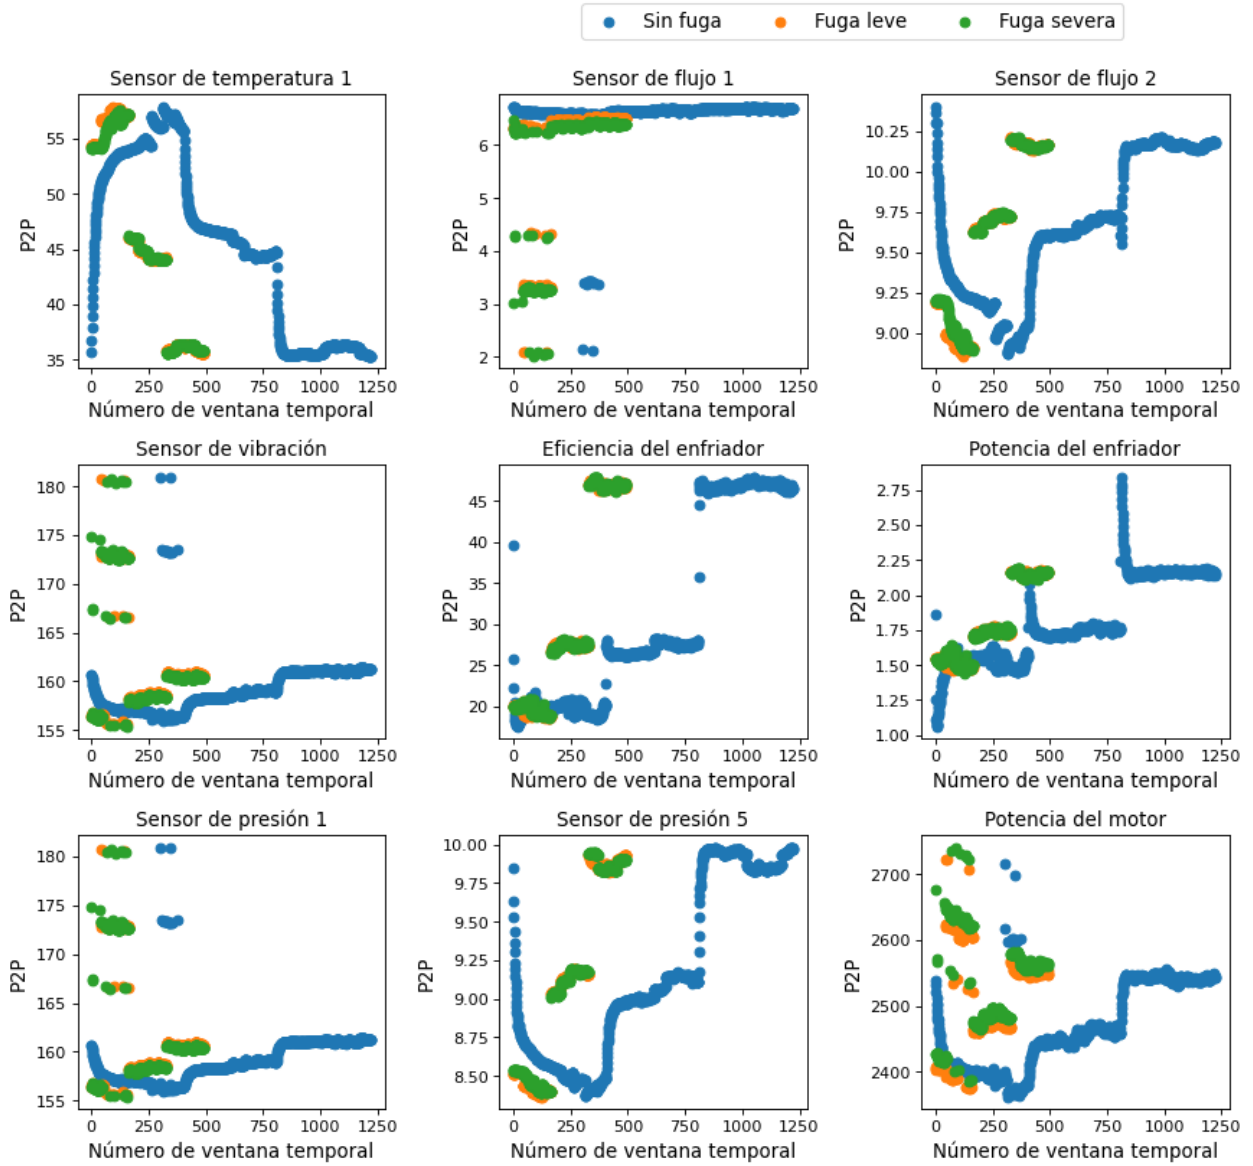 Sin fuga Fuga leve Fuga severa
Sensor de temperatura 1
P2P
55
50
45
40
35
0 250 500 750 1000 1250
Número de ventana temporal
Sensor de flujo 1
P2P
6
5
4
3
2
0 250 500 750 1000 1250
Número de ventana temporal
Sensor de flujo 2
P2P
10.25
10.00
9.75
9.50
9.25
9.00
0 250 500 750 1000 1250
Número de ventana temporal
Sensor de vibración
P2P
180
175
170
165
160
155
0 250 500 750 1000 1250
Número de ventana temporal
Eficiencia del enfriador
P2P
45
40
35
30
25
20
0 250 500 750 1000 1250
Número de ventana temporal
Potencia del enfriador
P2P
2.75
2.50
2.25
2.00
1.75
1.50
1.25
1.00
0 250 500 750 1000 1250
Número de ventana temporal
Sensor de presión 1
P2P
180
175
170
165
160
155
0 250 500 750 1000 1250
Número de ventana temporal
Sensor de presión 5
P2P
10.00
9.75
9.50
9.25
9.00
8.75
8.50
0 250 500 750 1000 1250
Número de ventana temporal
Potencia del motor
P2P
2700
2600
2500
2400
0 250 500 750 1000 1250
Número de ventana temporal